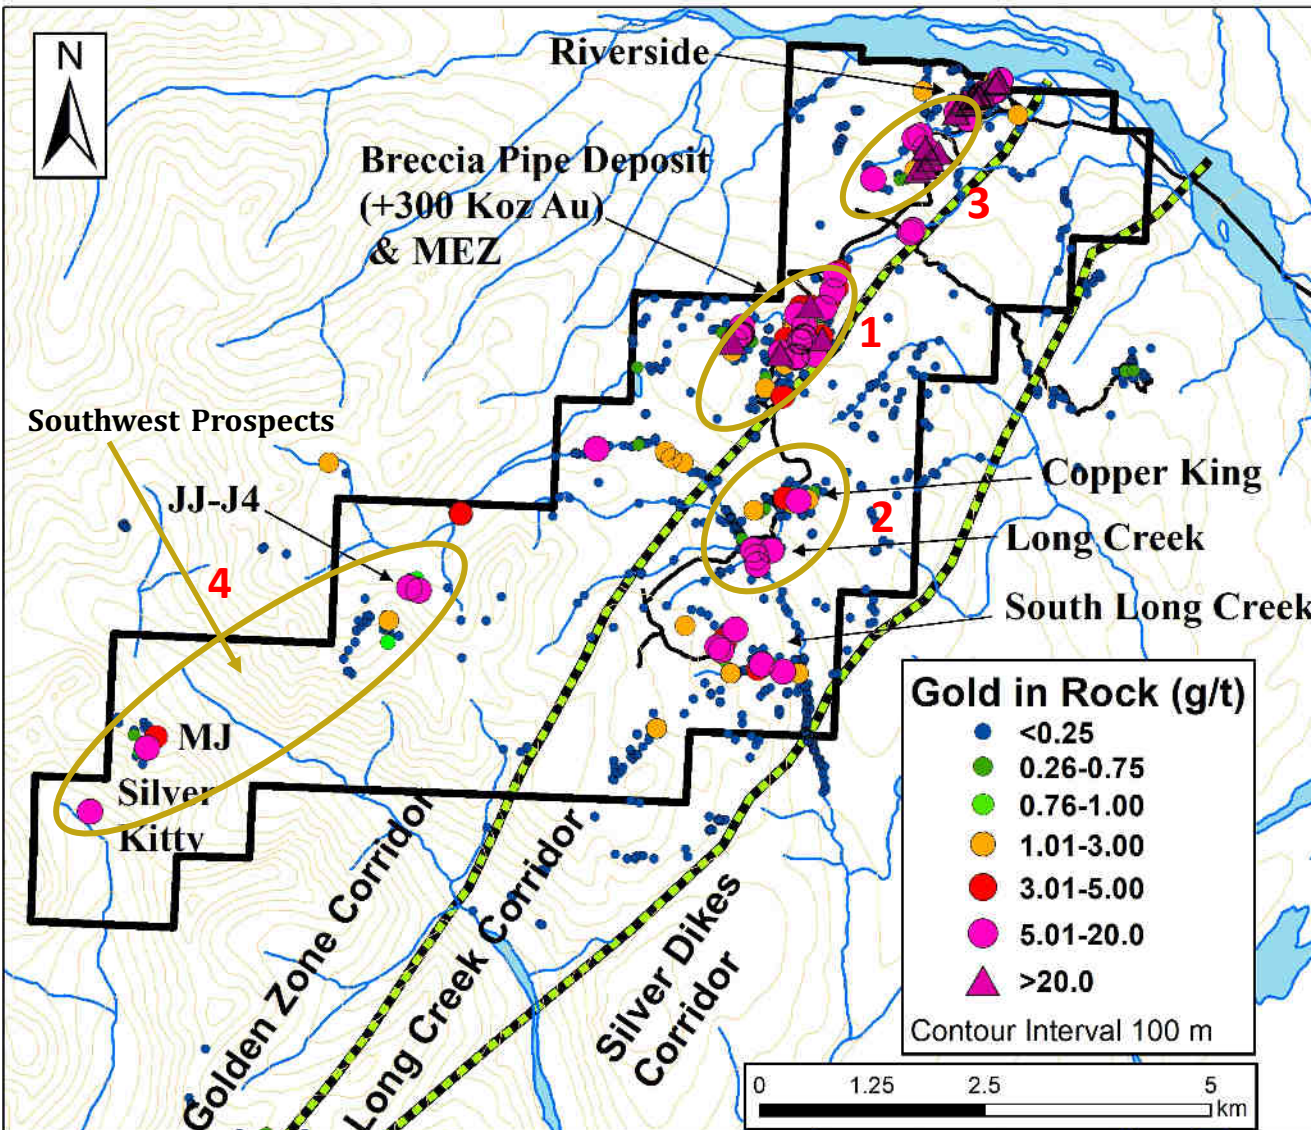 N
Riverside
Breccia Pipe Deposit
(+300 Koz Au)
& MEZ
3
1
Southwest Prospects
JJ-J4
Copper King
2
Long Creek
4
South Long Creek
MJ
Silver
Kitty
Golden Zone Corridor
Long Creek Corridor
Silver Dikes
Corridor
Gold in Rock (g/t)
<0.25
0.26-0.75
0.76-1.00
1.01-3.00
3.01-5.00
5.01-20.0
>20.0
Contour Interval 100 m
0 1.25 2.5 5
km